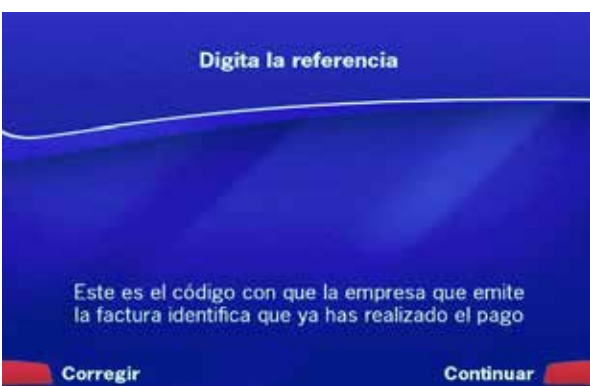 Digita la referencia
Este es el código con que la empresa que emite
la factura identifica que ya has realizado el pago
Corregir
Continuar